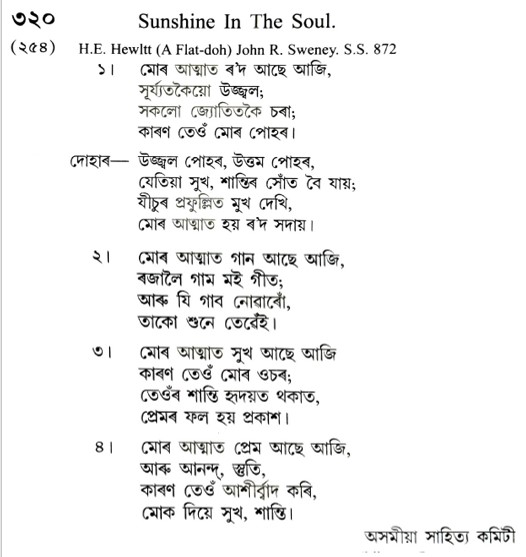 ৩২০ Sunshine In The Soul.
(২৫৪) H.E. Hewltt (A Flat-doh) John R. Sweney. S.S. 872
১। মোৰ আত্মাত ৰ'দ আছে আজি,
সূৰ্য্যতকৈয়ো উজ্জ্বল;
সকলো জ্যোতিতকৈ চৰা;
কাৰণ তেওঁ মোৰ পোহৰ।
দোহাৰ— উজ্জ্বল পোহৰ, উত্তম পোহৰ,
যেতিয়া সুখ, শান্তিৰ সোঁত বৈ যায়;
যীচুৰ প্ৰফুল্লিত মুখ দেখি,
মোৰ আত্মাত হয় ৰ'দ সদায়।
২। মোৰ আত্মাত গান আছে আজি,
ৰজালৈ গাম মই গীত;
আৰু যি গাব নোৱাৰোঁ,
তাকো শুনে তেৱেঁই।
৩। মোৰ আত্মাত সুখ আছে আজি
কাৰণ তেওঁ মোৰ ওচৰ;
তেওঁৰ শান্তি হৃদয়ত থকাত,
প্ৰেমৰ ফল হয় প্ৰকাশ।
৪। মোৰ আত্মাত প্ৰেম আছে আজি,
আৰু আনন্দ, স্তুতি,
কাৰণ তেওঁ আশীৰ্ব্বাদ কৰি,
মোক দিয়ে সুখ, শান্তি।
অসমীয়া সাহিত্য কমিটী